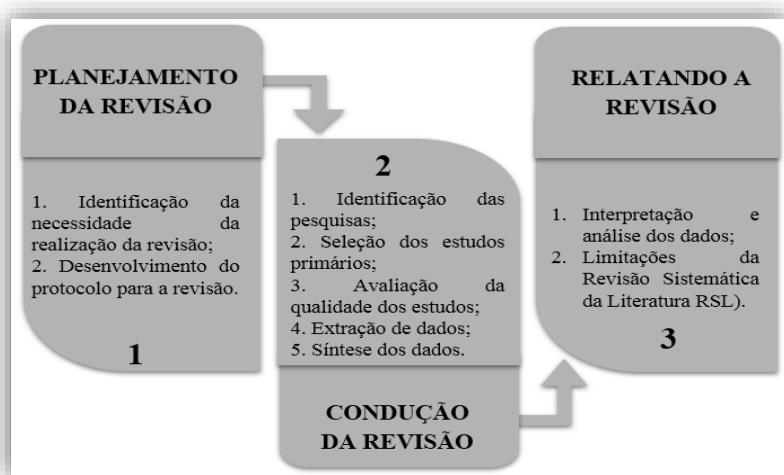 PLANEJAMENTO
DA REVISÃO
1. Identificação da
necessidade da
realização da revisão;
2. Desenvolvimento do
protocolo para a revisão.
1
2
1. Identificação das
pesquisas;
2. Seleção dos estudos
primários;
3. Avaliação da
qualidade dos estudos;
4. Extração de dados;
5. Síntese dos dados.
CONDUÇÃO
DA REVISÃO
RELATANDO A
REVISÃO
1. Interpretação e
análise dos dados;
2. Limitações da
Revisão Sistemática
da Literatura RSL).
3